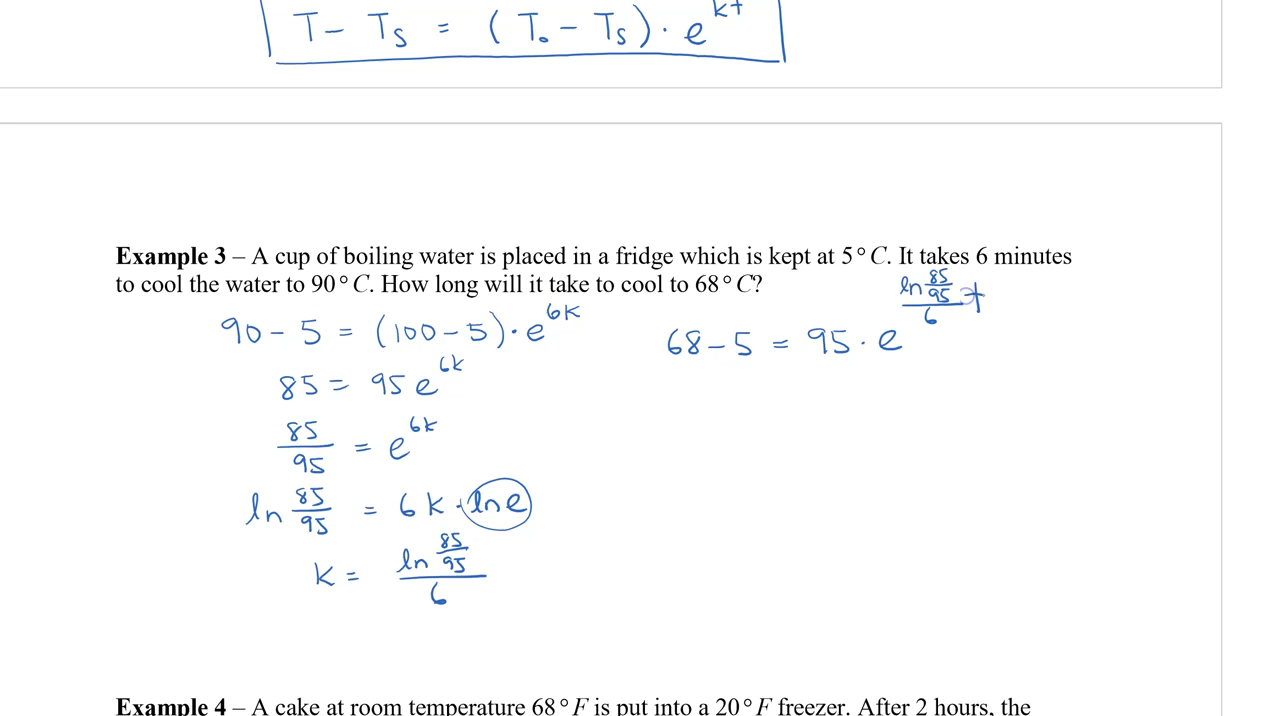 T - Ts = (T₀ - Ts) · e^kt
Example 3 – A cup of boiling water is placed in a fridge which is kept at 5°C. It takes 6 minutes
to cool the water to 90°C. How long will it take to cool to 68°C?
90 - 5 = (100 - 5) · e^6k
85 = 95 e^6k
85/95 = e^6k
ln 85/95 = 6k · ln e
k = (ln 85/95)/6
68 - 5 = 95 · e^((ln 85/95)/6 t)
Example 4 – A cake at room temperature 68°F is put into a 20°F freezer. After 2 hours, the